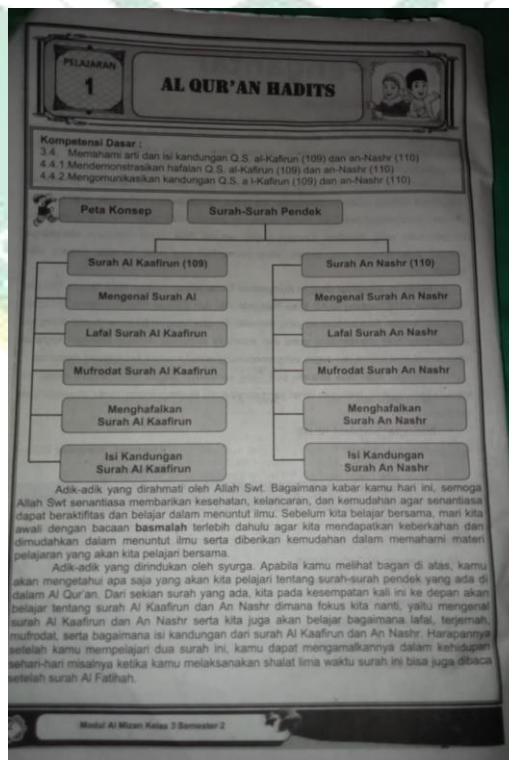 PELAJARAN
1
AL QUR'AN HADITS
Kompetensi Dasar :
3.4. Memahami arti dan isi kandungan Q.S. al-Kafirun (109) dan an-Nashr (110)
4.4.1.Mendemonstrasikan hafalan Q.S. al-Kafirun (109) dan an-Nashr (110)
4.4.2.Mengomunikasikan kandungan Q.S. a l-Kafirun (109) dan an-Nashr (110)
Peta Konsep
Surah-Surah Pendek
Surah Al Kaafirun (109)
Surah An Nashr (110)
Mengenal Surah Al
Mengenal Surah An Nashr
Lafal Surah Al Kaafirun
Lafal Surah An Nashr
Mufrodat Surah Al Kaafirun
Mufrodat Surah An Nashr
Menghafalkan
Surah Al Kaafirun
Menghafalkan
Surah An Nashr
Isi Kandungan
Surah Al Kaafirun
Isi Kandungan
Surah An Nashr
Adik-adik yang dirahmati oleh Allah Swt. Bagaimana kabar kamu hari ini, semoga
Allah Swt senantiasa membarikan kesehatan, kelancaran, dan kemudahan agar senantiasa
dapat beraktifitas dan belajar dalam menuntut ilmu. Sebelum kita belajar bersama, mari kita
awali dengan bacaan basmalah terlebih dahulu agar kita mendapatkan keberkahan dan
dimudahkan dalam menuntut ilmu serta diberikan kemudahan dalam memahami materi
pelajaran yang akan kita pelajari bersama.
Adik-adik yang dirindukan oleh syurga. Apabila kamu melihat bagan di atas, kamu
akan mengetahui apa saja yang akan kita pelajari tentang surah-surah pendek yang ada di
dalam Al Qur'an. Dari sekian surah yang ada, kita pada kesempatan kali ini ke depan akan
belajar tentang surah Al Kaafirun dan An Nashr dimana fokus kita nanti, yaitu mengenal
surah Al Kaafirun dan An Nashr serta kita juga akan belajar bagaimana lafal, terjemah,
mufrodat, serta bagaimana isi kandungan dari surah Al Kaafirun dan An Nashr. Harapannya
setelah kamu mempelajari dua surah ini, kamu dapat mengamalkannya dalam kehidupan
sehari-hari misalnya ketika kamu melaksanakan shalat lima waktu surah ini bisa juga dibaca
setelah surah Al Fatihah.
Modul Al Mizan Kelas 3 Semester 2